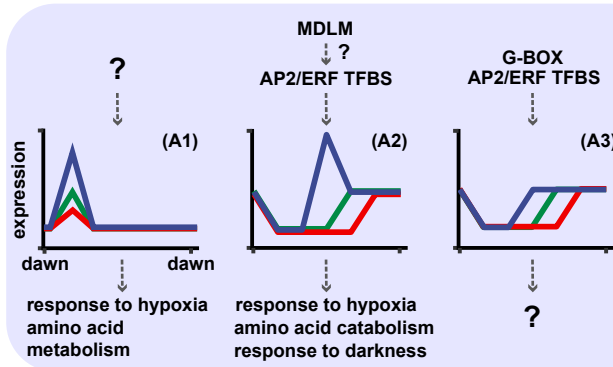 ?
(A1)
expression
dawn
dawn
response to hypoxia
amino acid
metabolism
MDLM
?
AP2/ERF TFBS
(A2)
response to hypoxia
amino acid catabolism
response to darkness
G-BOX
AP2/ERF TFBS
(A3)
?